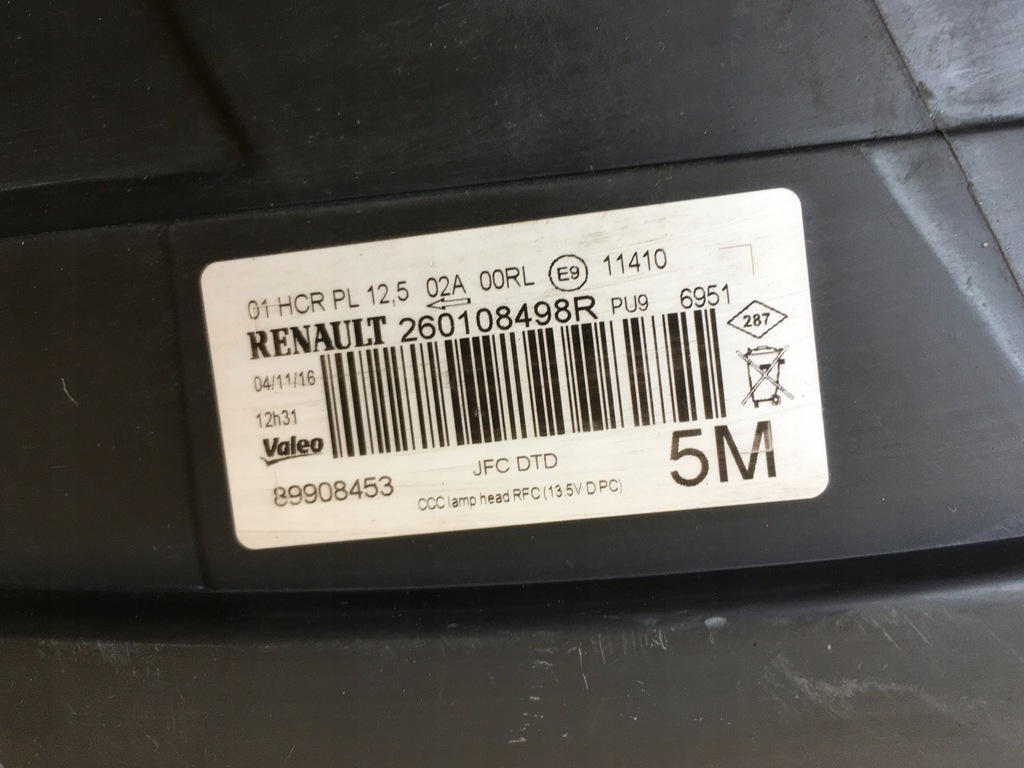 01 HCR PL 12,5 02A 00RL E9 11410
RENAULT 260108498R PU9 6951
287
04/11/16
12h31
Valeo
89908453
JFC DTD
CCC lamp head RFC (13.5V D PC)
5M